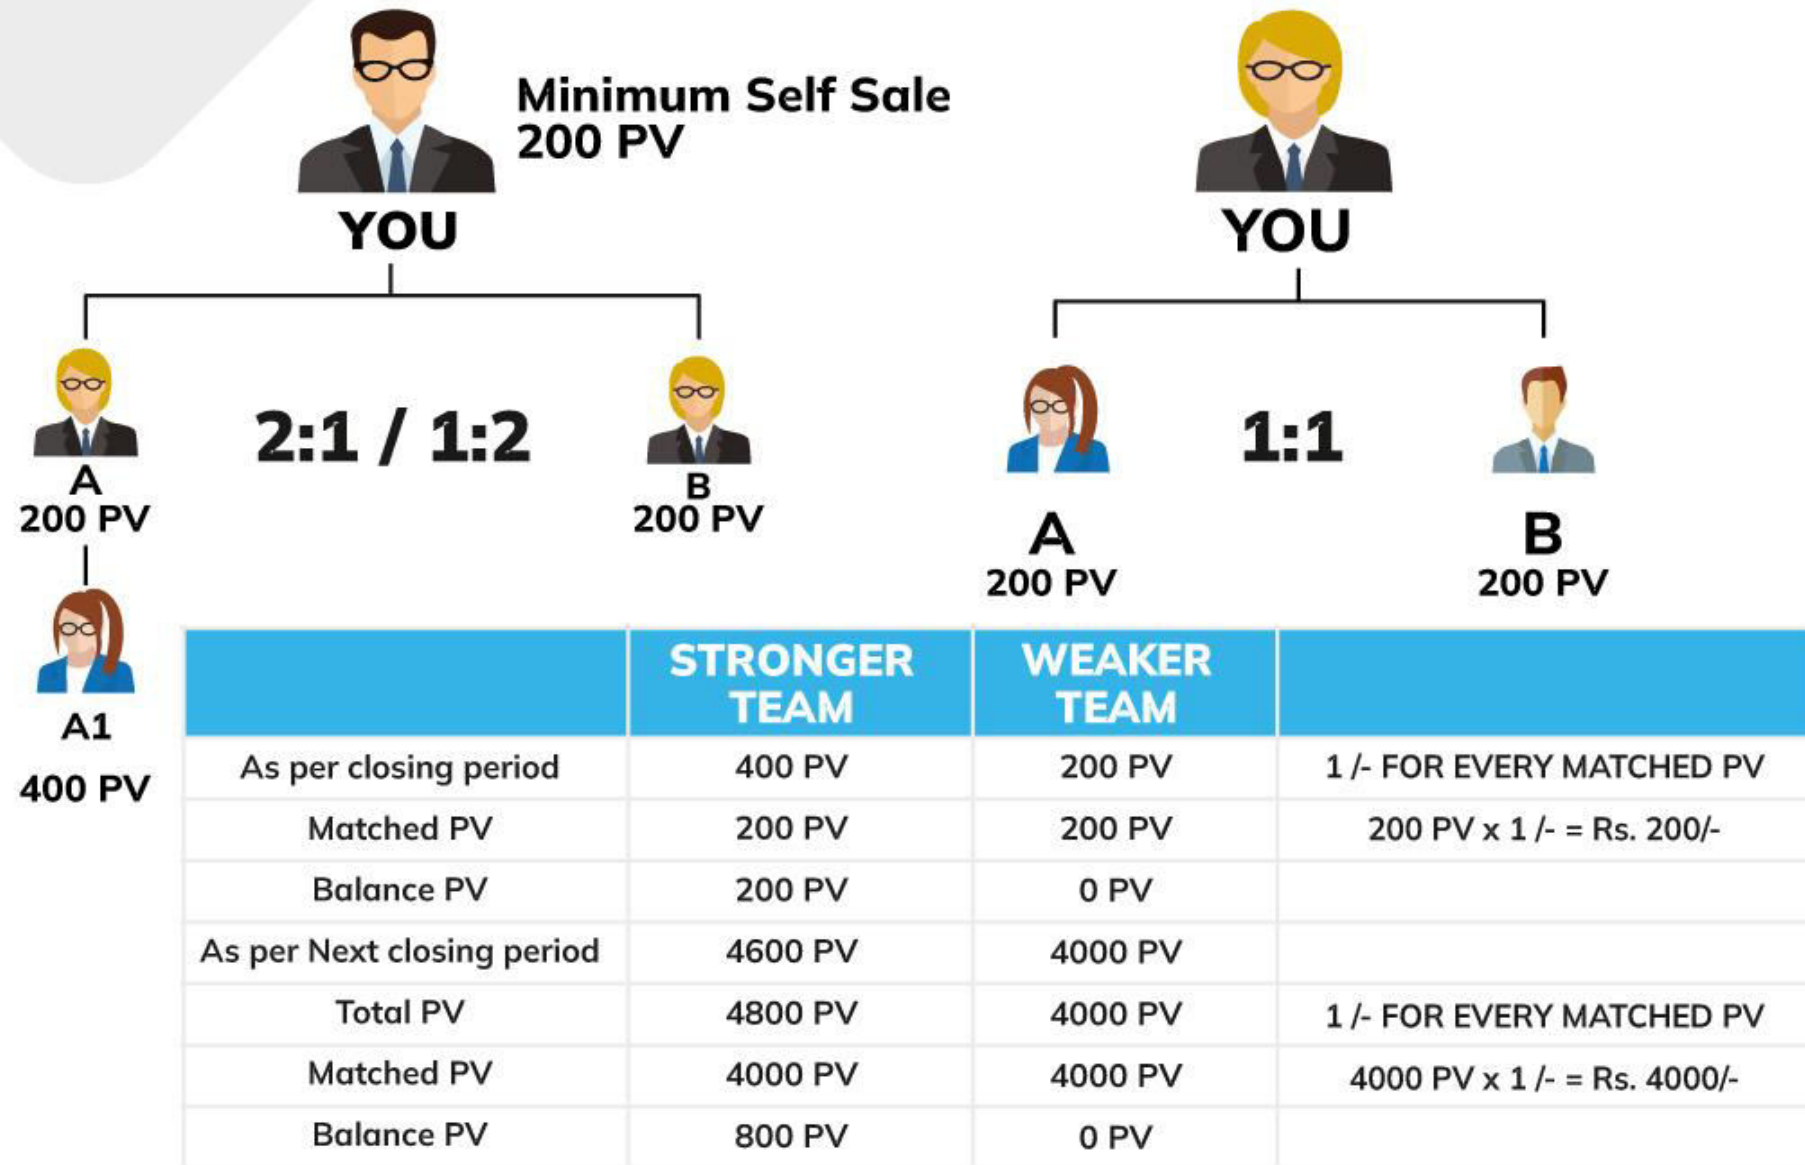 Minimum Self Sale
200 PV
YOU
YOU
2:1 / 1:2
1:1
A
200 PV
B
200 PV
A
200 PV
B
200 PV
A1
400 PV
STRONGER TEAM WEAKER TEAM
As per closing period 400 PV 200 PV 1 /- FOR EVERY MATCHED PV
Matched PV 200 PV 200 PV 200 PV x 1 /- = Rs. 200/-
Balance PV 200 PV 0 PV
As per Next closing period 4600 PV 4000 PV
Total PV 4800 PV 4000 PV 1 /- FOR EVERY MATCHED PV
Matched PV 4000 PV 4000 PV 4000 PV x 1 /- = Rs. 4000/-
Balance PV 800 PV 0 PV